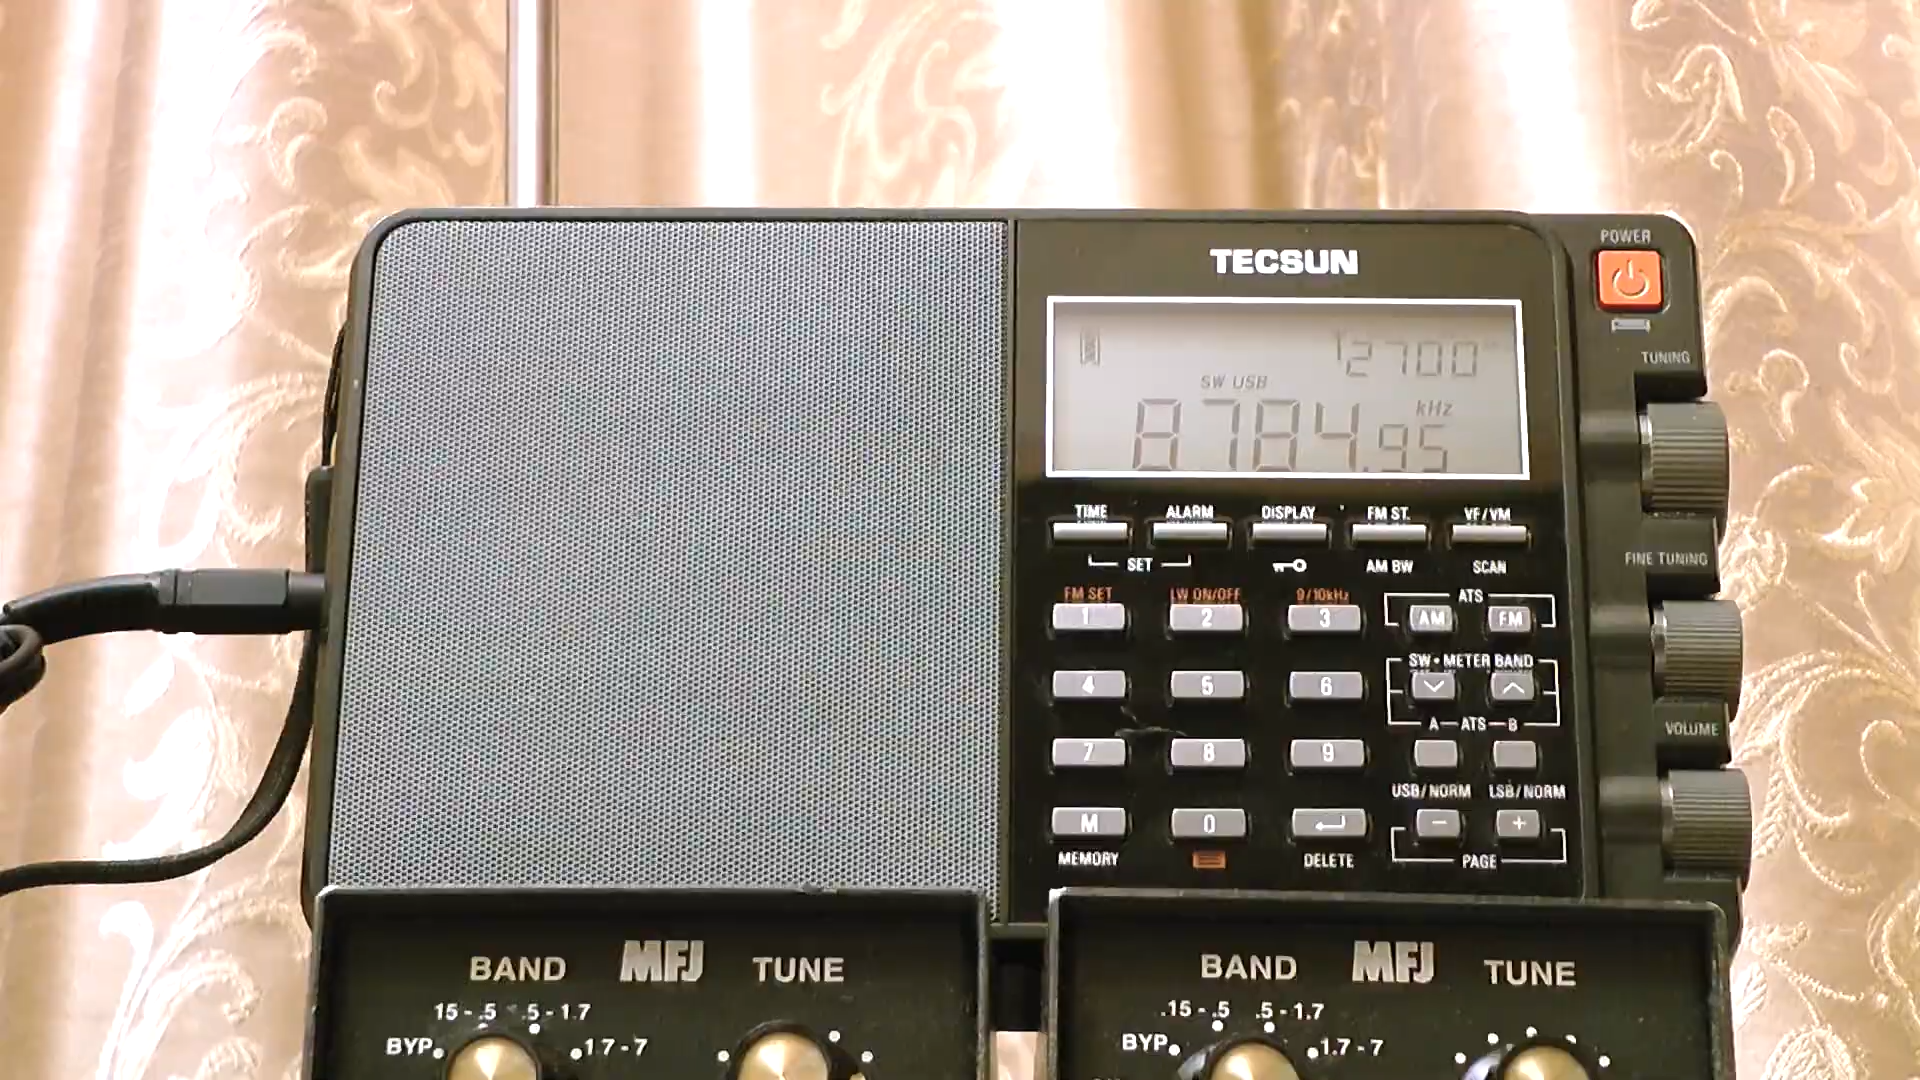 TECSUN
POWER
12700
SW USB
kHz
8784.95
TUNING
TIME ALARM DISPLAY FM ST. VF/VM
SET AM BW SCAN
FINE TUNING
FM SET LW ON/OFF 9/10kHz ATS
1 2 3 AM FM
SW • METER BAND
4 5 6
A ATS B
VOLUME
7 8 9
USB/NORM LSB/NORM
M 0 − +
MEMORY DELETE PAGE
BAND MFJ TUNE
15 - .5 .5 - 1.7
BYP 1.7 - 7
BAND MFJ TUNE
.15 - .5 .5 - 1.7
BYP 1.7 - 7